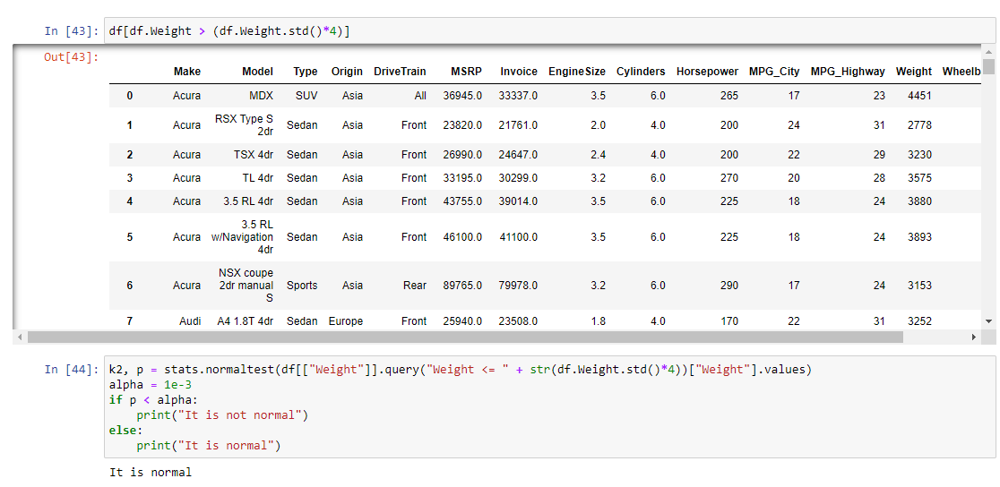 In [43]: df[df.Weight > (df.Weight.std()*4)]
Out[43]:
Make Model Type Origin DriveTrain MSRP Invoice EngineSize Cylinders Horsepower MPG_City MPG_Highway Weight Wheelb
0 Acura MDX SUV Asia All 36945.0 33337.0 3.5 6.0 265 17 23 4451
1 Acura RSX Type S 2dr Sedan Asia Front 23820.0 21761.0 2.0 4.0 200 24 31 2778
2 Acura TSX 4dr Sedan Asia Front 26990.0 24647.0 2.4 4.0 200 22 29 3230
3 Acura TL 4dr Sedan Asia Front 33195.0 30299.0 3.2 6.0 270 20 28 3575
4 Acura 3.5 RL 4dr Sedan Asia Front 43755.0 39014.0 3.5 6.0 225 18 24 3880
5 Acura 3.5 RL w/Navigation 4dr Sedan Asia Front 46100.0 41100.0 3.5 6.0 225 18 24 3893
6 Acura NSX coupe 2dr manual S Sports Asia Rear 89765.0 79978.0 3.2 6.0 290 17 24 3153
7 Audi A4 1.8T 4dr Sedan Europe Front 25940.0 23508.0 1.8 4.0 170 22 31 3252
In [44]: k2, p = stats.normaltest(df[["Weight"]].query("Weight <= " + str(df.Weight.std()*4))["Weight"].values)
alpha = 1e-3
if p < alpha:
    print("It is not normal")
else:
    print("It is normal")
It is normal